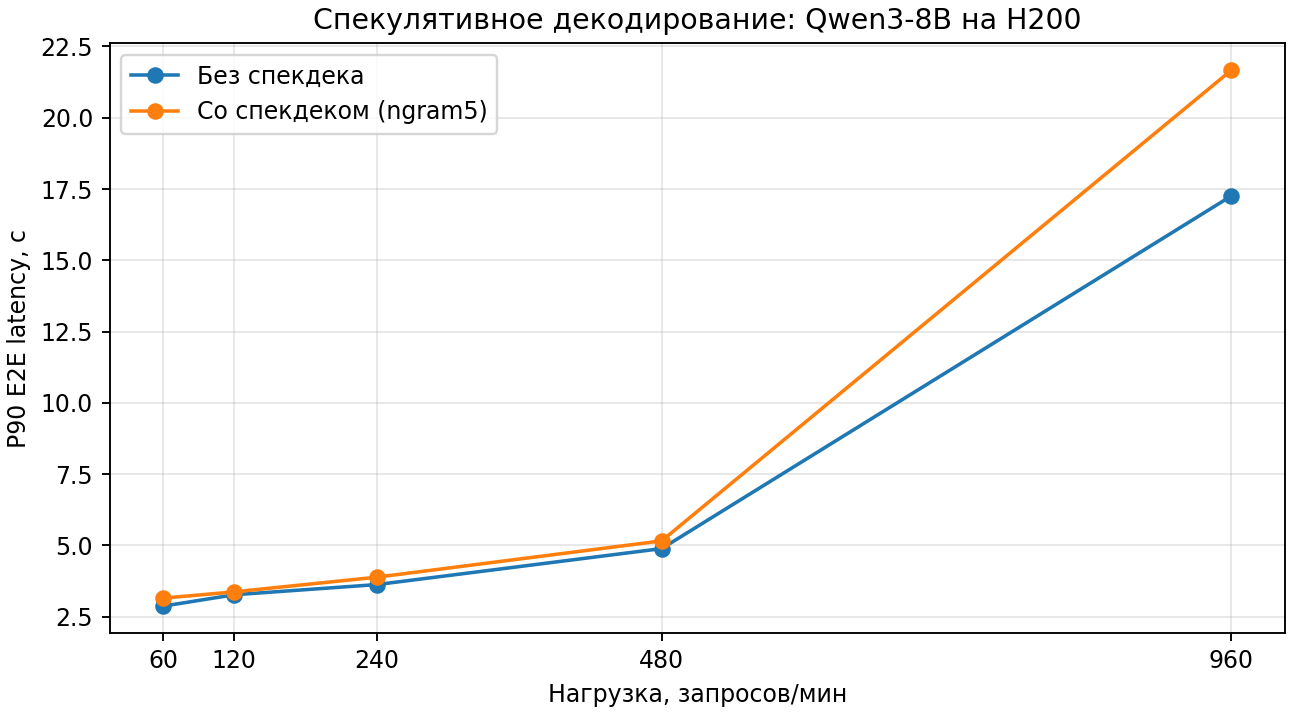 Спекулятивное декодирование: Qwen3-8B на H200
Без спекдека
Со спекдеком (ngram5)
P90 E2E latency, с
22.5
20.0
17.5
15.0
12.5
10.0
7.5
5.0
2.5
60 120 240 480 960
Нагрузка, запросов/мин